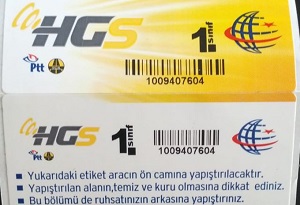 HGS 1. sınıf
Ptt
1009407604
HGS 1. sınıf
Ptt
1009407604
▪ Yukarıdaki etiket aracın ön camına yapıştırılacaktır.
▪ Yapıştırılan alanın,temiz ve kuru olmasına dikkat ediniz.
▪ Bu bölümü de ruhsatınızın arkasına yapıştırınız.